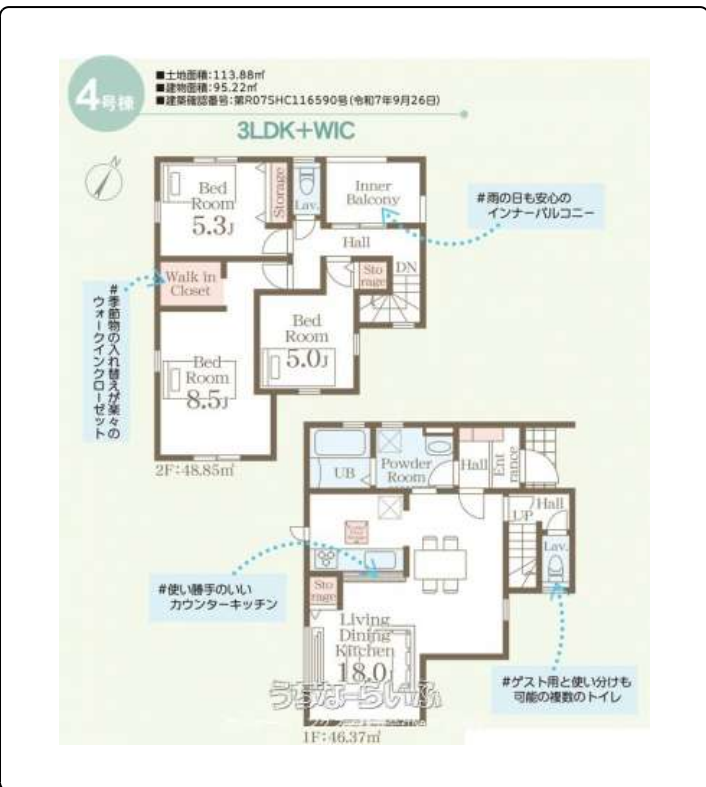 4号棟
■土地面積:113.88㎡
■建物面積:95.22㎡
■建築確認番号:第R07SHC116590号(令和7年9月26日)
3LDK+WIC
N
Bed
Room
5.3J
Storage
Lav.
Inner
Balcony
#雨の日も安心の
インナーバルコニー
Hall
Walk in
Closet
Sto
rage
DN
#季節物の入れ替えが楽々の
ウォークインクローゼット
Bed
Room
5.0J
Bed
Room
8.5J
2F:48.85㎡
UB
Powder
Room
Hall
Ent
rance
UP
Hall
Lav.
#使い勝手のいい
カウンターキッチン
Sto
rage
Living
Dining
Kitchen
18.0J
#ゲスト用と使い分けも
可能の複数のトイレ
うちなーらいふ
1F:46.37㎡